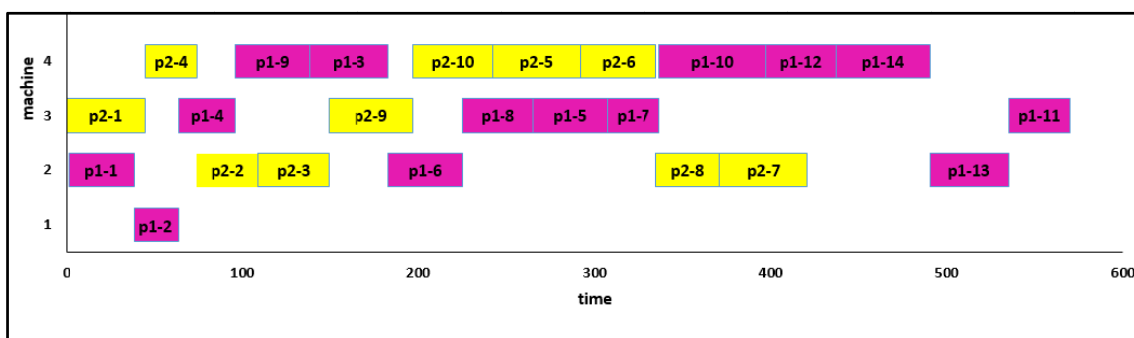 machine
4
p2-4
p1-9
p1-3
p2-10
p2-5
p2-6
p1-10
p1-12
p1-14
3
p2-1
p1-4
p2-9
p1-8
p1-5
p1-7
p1-11
2
p1-1
p2-2
p2-3
p1-6
p2-8
p2-7
p1-13
1
p1-2
0 100 200 300 400 500 600
time